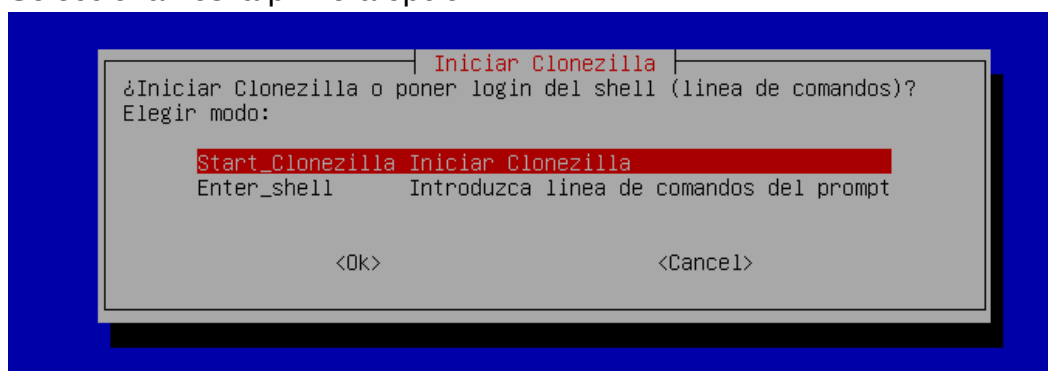 Iniciar Clonezilla
¿Iniciar Clonezilla o poner login del shell (linea de comandos)?
Elegir modo:
Start_Clonezilla Iniciar Clonezilla
Enter_shell Introduzca linea de comandos del prompt
<Ok> <Cancel>